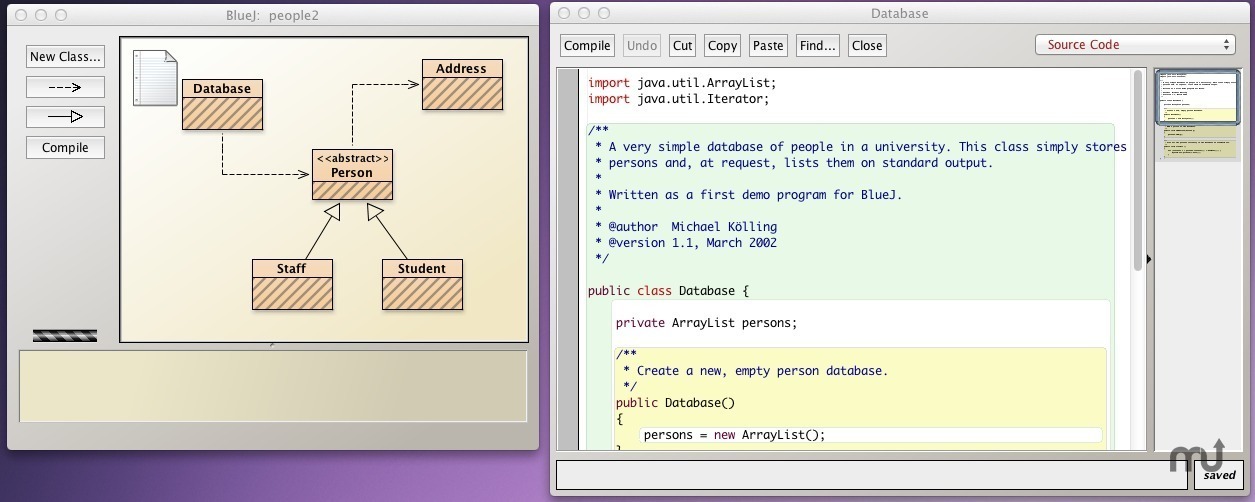 BlueJ: people2
New Class...
Compile
Database
Address
<<abstract>>
Person
Staff
Student
Database
Compile
Undo
Cut
Copy
Paste
Find...
Close
Source Code
import java.util.ArrayList;
import java.util.Iterator;
/**
* A very simple database of people in a university. This class simply stores
* persons and, at request, lists them on standard output.
*
* Written as a first demo program for BlueJ.
*
* @author  Michael Kölling
* @version 1.1, March 2002
*/
public class Database {
private ArrayList persons;
/**
* Create a new, empty person database.
*/
public Database()
{
persons = new ArrayList();
saved